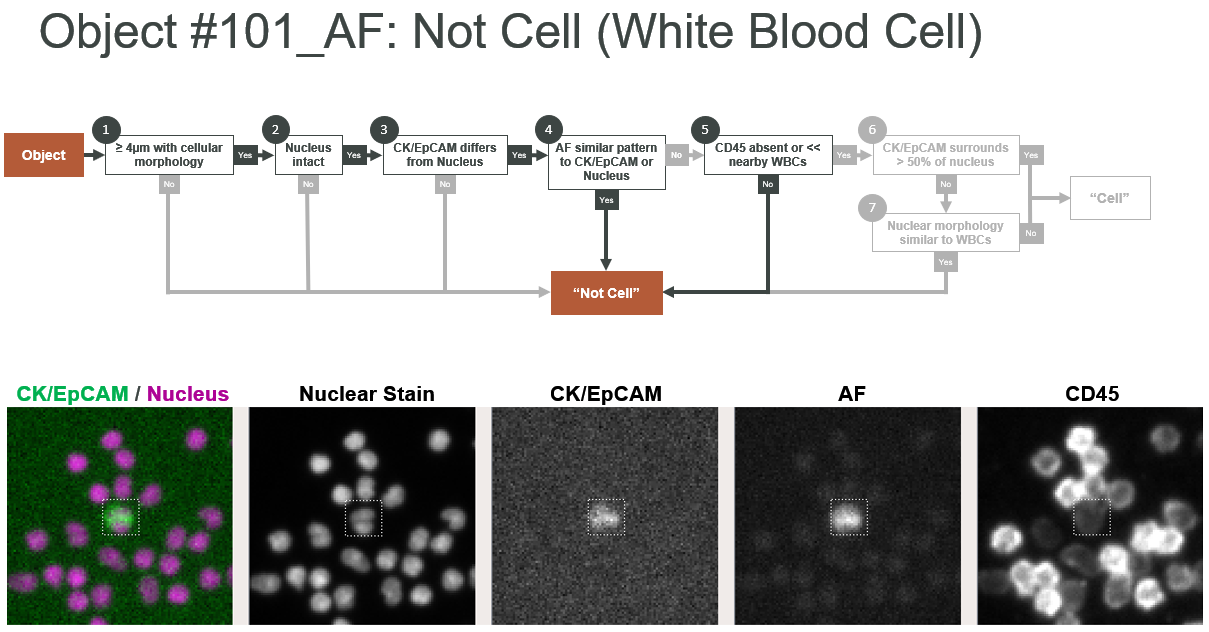 Object #101_AF: Not Cell (White Blood Cell)
Object
1
≥ 4µm with cellular
morphology
Yes
No
2
Nucleus
intact
Yes
No
3
CK/EpCAM differs
from Nucleus
Yes
No
4
AF similar pattern
to CK/EpCAM or
Nucleus
No
Yes
5
CD45 absent or <<
nearby WBCs
Yes
No
6
CK/EpCAM surrounds
> 50% of nucleus
Yes
No
7
Nuclear morphology
similar to WBCs
No
Yes
"Cell"
"Not Cell"
CK/EpCAM / Nucleus
Nuclear Stain
CK/EpCAM
AF
CD45